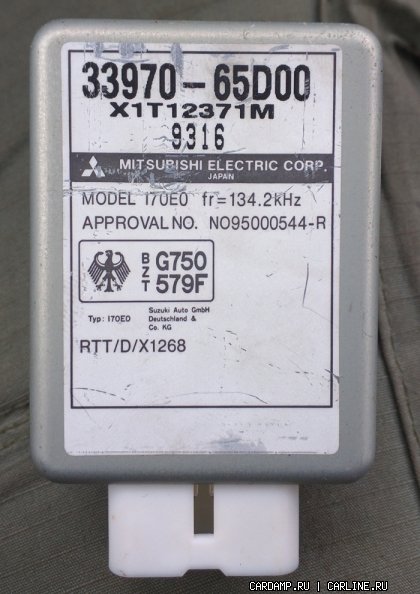 33970-65D00
X1T12371M
9316
MITSUBISHI ELECTRIC CORP.
JAPAN
MODEL I70E0 fr=134.2kHz
APPROVAL NO. NO95000544-R
BZT G750 579F
Typ: I70E0 Suzuki Auto GmbH
Deutschland &
Co. KG
RTT/D/X1268
CARDAMP.RU | CARLINE.RU